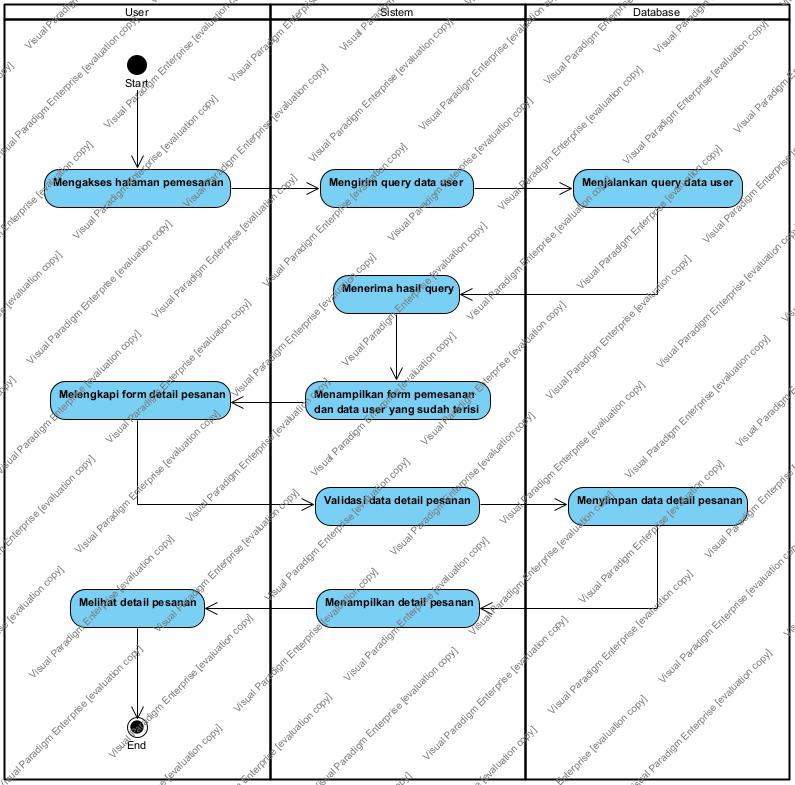 User
Sistem
Database
Start
Mengakses halaman pemesanan
Mengirim query data user
Menjalankan query data user
Menerima hasil query
Melengkapi form detail pesanan
Menampilkan form pemesanan
dan data user yang sudah terisi
Validasi data detail pesanan
Menyimpan data detail pesanan
Melihat detail pesanan
Menampilkan detail pesanan
End
Visual Paradigm Enterprise [evaluation copy]